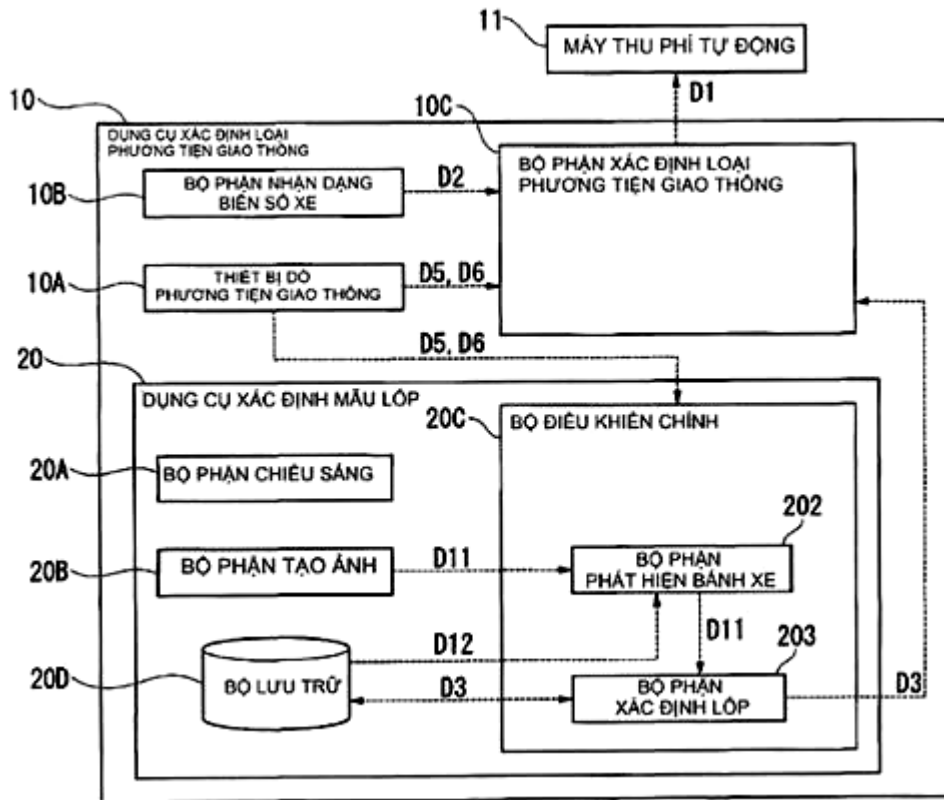 11
MÁY THU PHÍ TỰ ĐỘNG
D1
10
10C
DỤNG CỤ XÁC ĐỊNH LOẠI
PHƯƠNG TIỆN GIAO THÔNG
BỘ PHẬN XÁC ĐỊNH LOẠI
PHƯƠNG TIỆN GIAO THÔNG
10B
BỘ PHẬN NHẬN DẠNG
BIỂN SỐ XE
D2
10A
THIẾT BỊ DÒ
PHƯƠNG TIỆN GIAO THÔNG
D5, D6
D5, D6
20
DỤNG CỤ XÁC ĐỊNH MẪU LỐP
20C
BỘ ĐIỀU KHIỂN CHÍNH
20A
BỘ PHẬN CHIẾU SÁNG
202
20B
BỘ PHẬN TẠO ẢNH
D11
BỘ PHẬN
PHÁT HIỆN BÁNH XE
D12
D11
203
20D
BỘ LƯU TRỮ
D3
BỘ PHẬN
XÁC ĐỊNH LỐP
D3